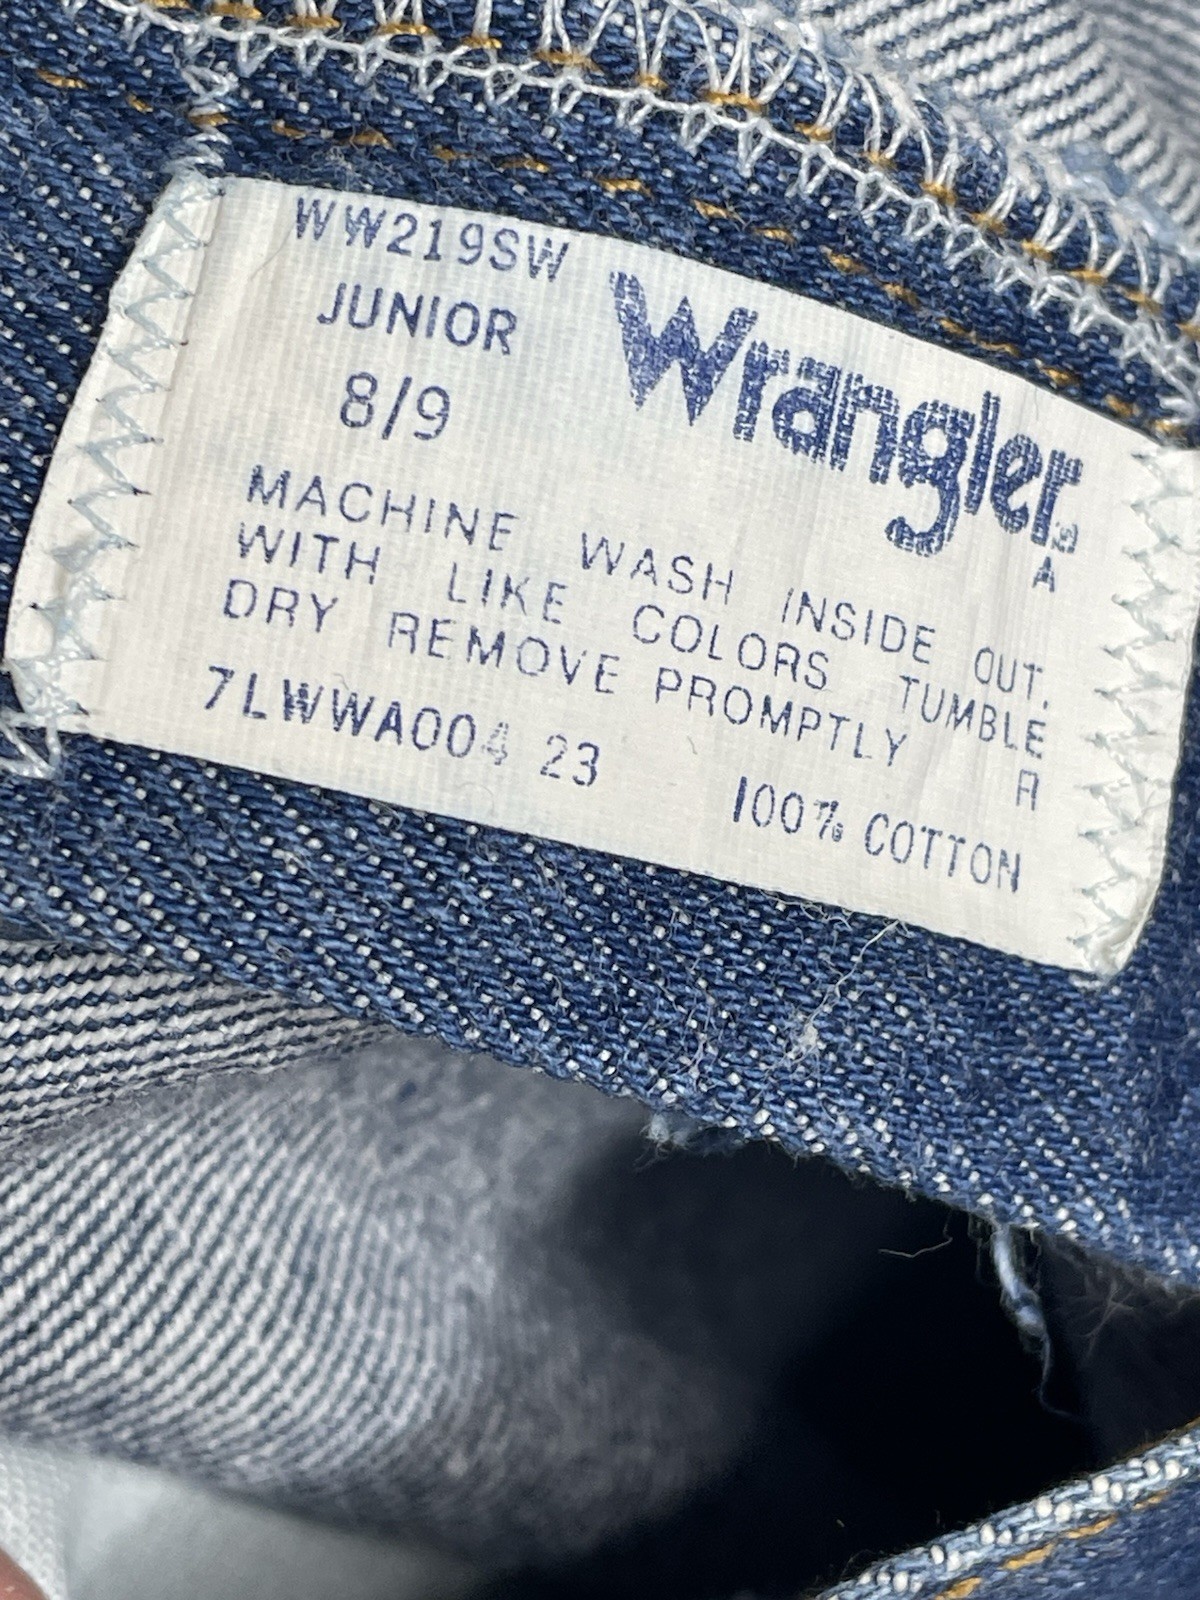 WW219SW
JUNIOR
8/9
Wrangler
USA
MACHINE WASH INSIDE OUT.
WITH LIKE COLORS TUMBLE
DRY REMOVE PROMPTLY
R
7LWWA004 23
100% COTTON